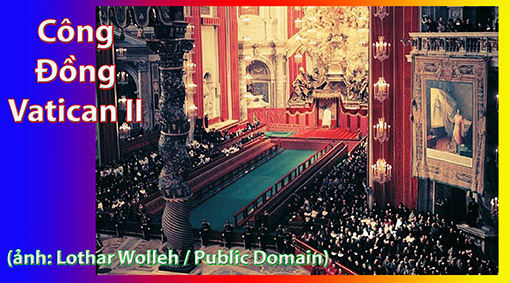 Công
Đồng
Vatican II
(ảnh: Lothar Wolleh / Public Domain)